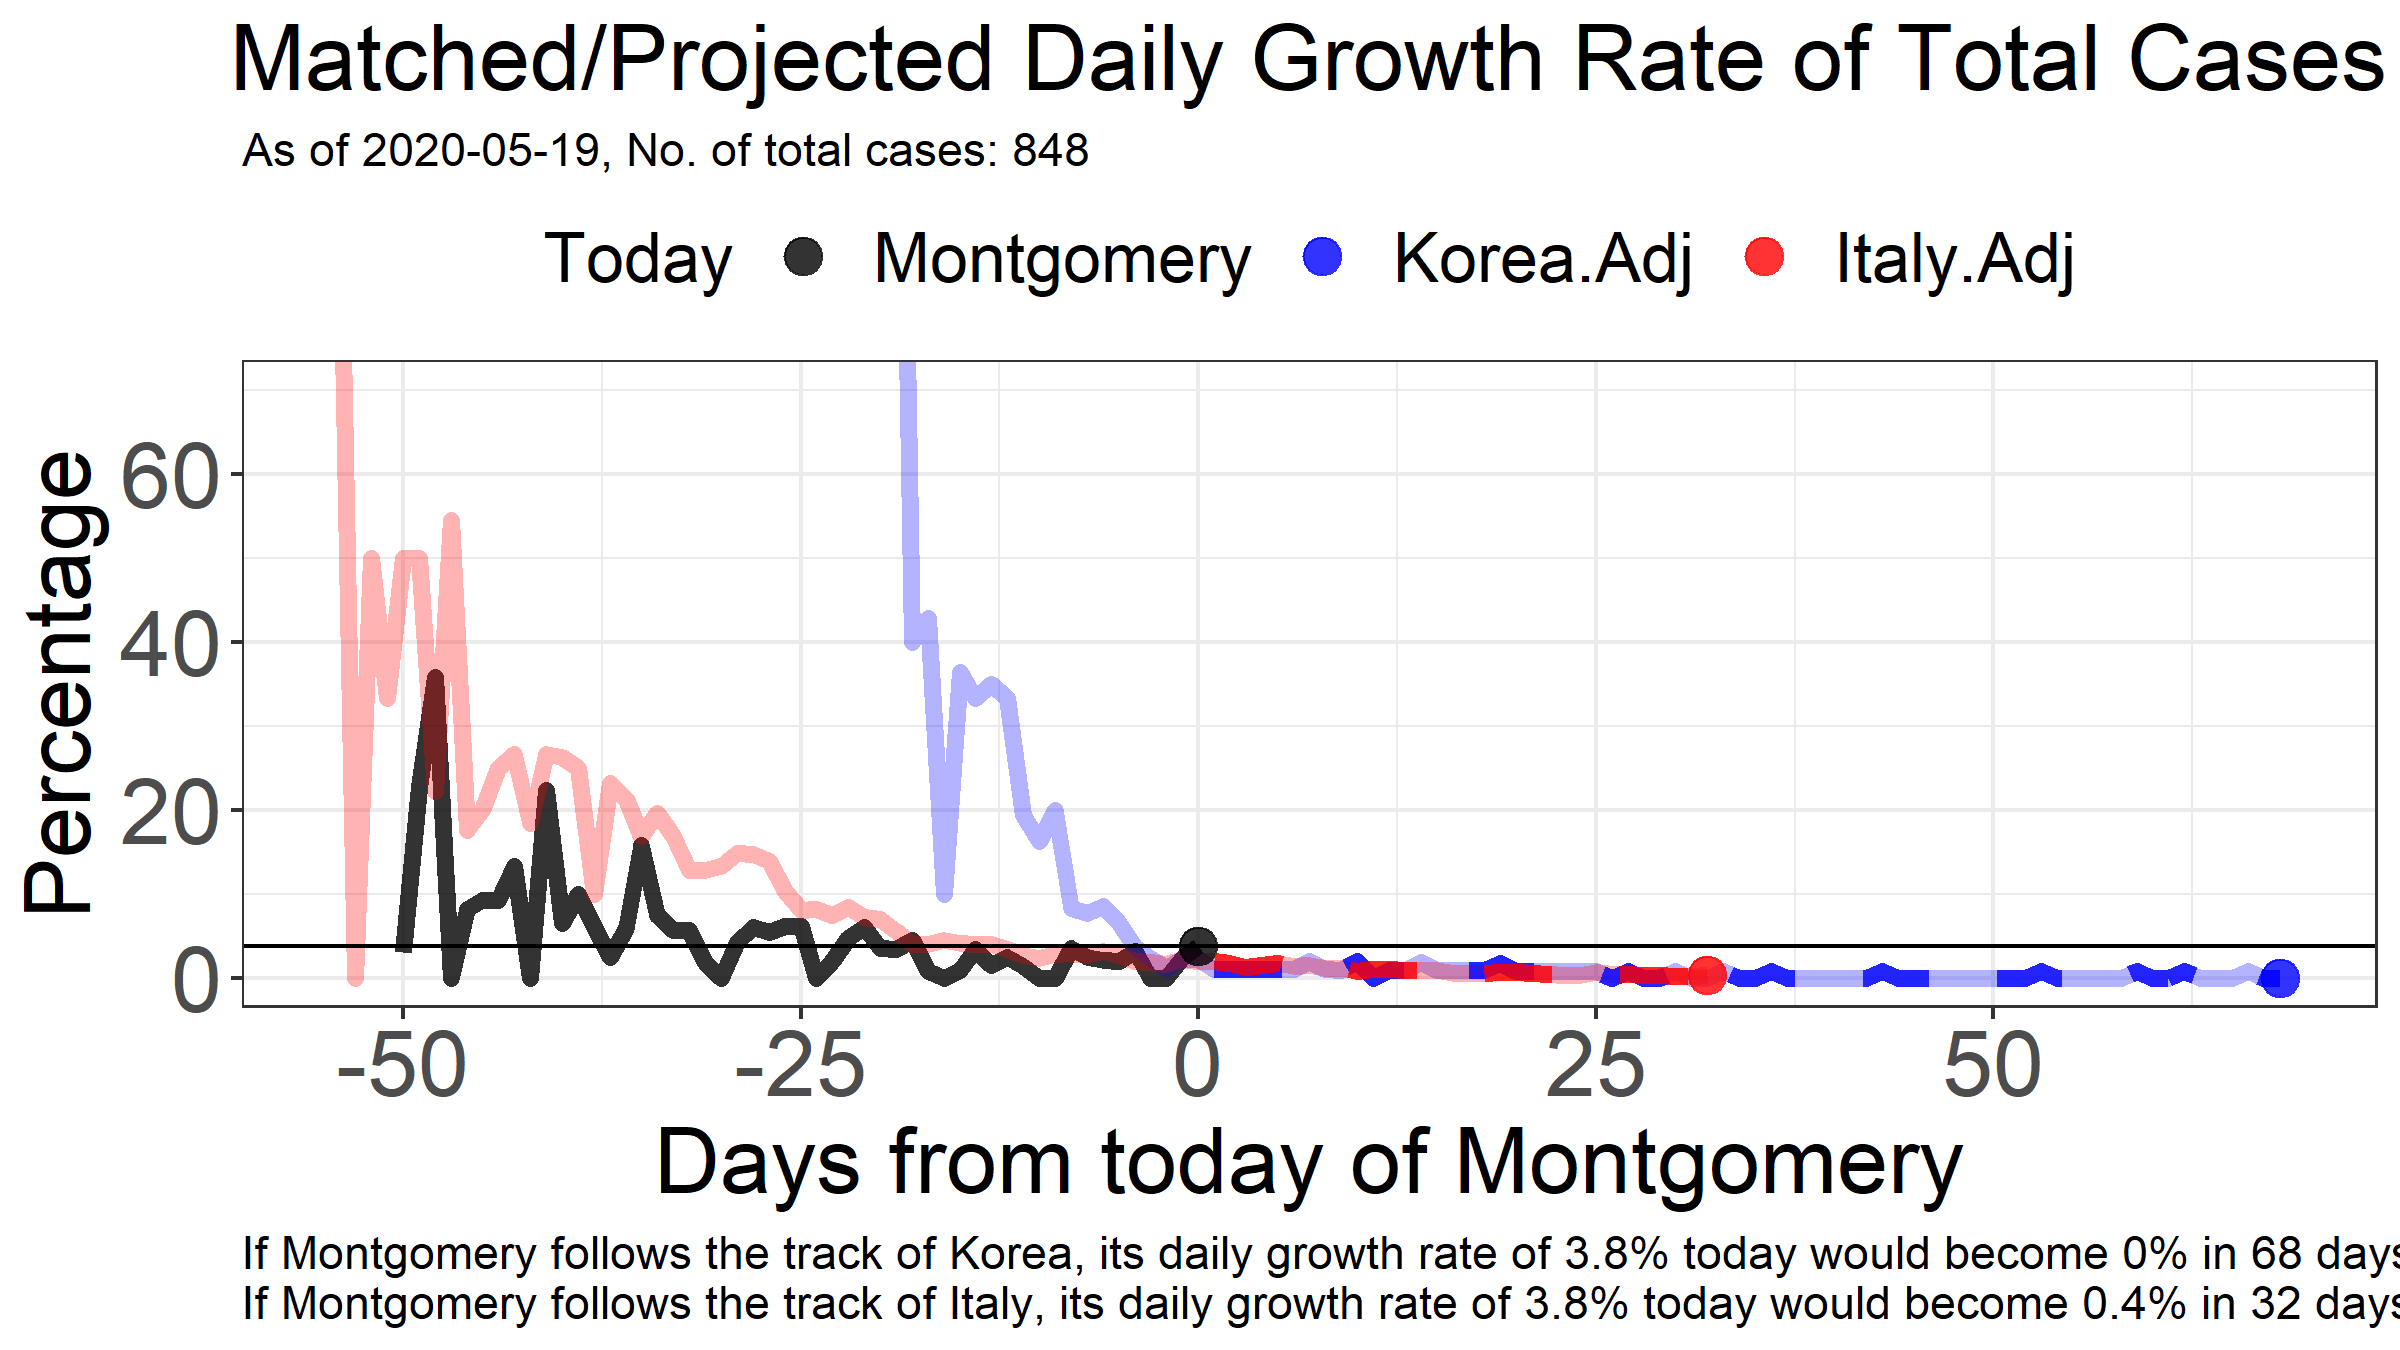 Matched/Projected Daily Growth Rate of Total Cases
As of 2020-05-19, No. of total cases: 848
Today Montgomery Korea.Adj Italy.Adj
Percentage
60
40
20
0
-50 -25 0 25 50
Days from today of Montgomery
If Montgomery follows the track of Korea, its daily growth rate of 3.8% today would become 0% in 68 days
If Montgomery follows the track of Italy, its daily growth rate of 3.8% today would become 0.4% in 32 days